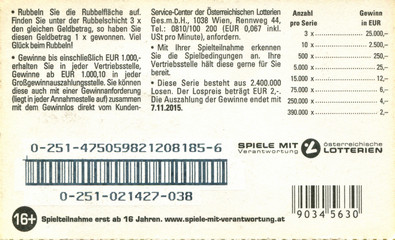 • Rubbeln Sie die Rubbelfläche auf.
Finden Sie unter der Rubbelschicht 3 x
den gleichen Geldbetrag, so haben Sie
diesen Geldbetrag 1 x gewonnen. Viel
Glück beim Rubbeln!
• Gewinne bis einschließlich EUR 1.000,-
erhalten Sie in jeder Vertriebsstelle,
Gewinne ab EUR 1.000,10 in jeder
Großgewinnauszahlungsstelle. Sie können
diese auch mit einer Gewinnanforderung
(liegt in jeder Annahmestelle auf) zusammen
mit dem Gewinnlos direkt vom Kunden-
Service-Center der Österreichischen Lotterien
Ges.m.b.H., 1038 Wien, Rennweg 44,
Tel.: 0810/100 200 (EUR 0,067 inkl.
USt pro Minute), anfordern.
• Mit Ihrer Spielteilnahme erkennen
Sie die Spielbedingungen an. Ihre
Vertriebsstelle hält diese gerne für Sie
bereit.
• Diese Serie besteht aus 2.400.000
Losen. Der Lospreis beträgt EUR 2,-.
Die Auszahlung der Gewinne endet mit
7.11.2015.
Anzahl Gewinn
pro Serie in EUR
3 x 25.000,-
10 x 2.500,-
500 x 250,-
5.000 x 25,-
15.000 x 12,-
75.000 x 6,-
250.000 x 4,-
390.000 x 2,-
0-251-475059821208185-6
0-251-021427-038
SPIELE MIT
Verantwortung
österreichische
LOTTERIEN
9034 5630
16+ Spielteilnahme erst ab 16 Jahren. www.spiele-mit-verantwortung.at